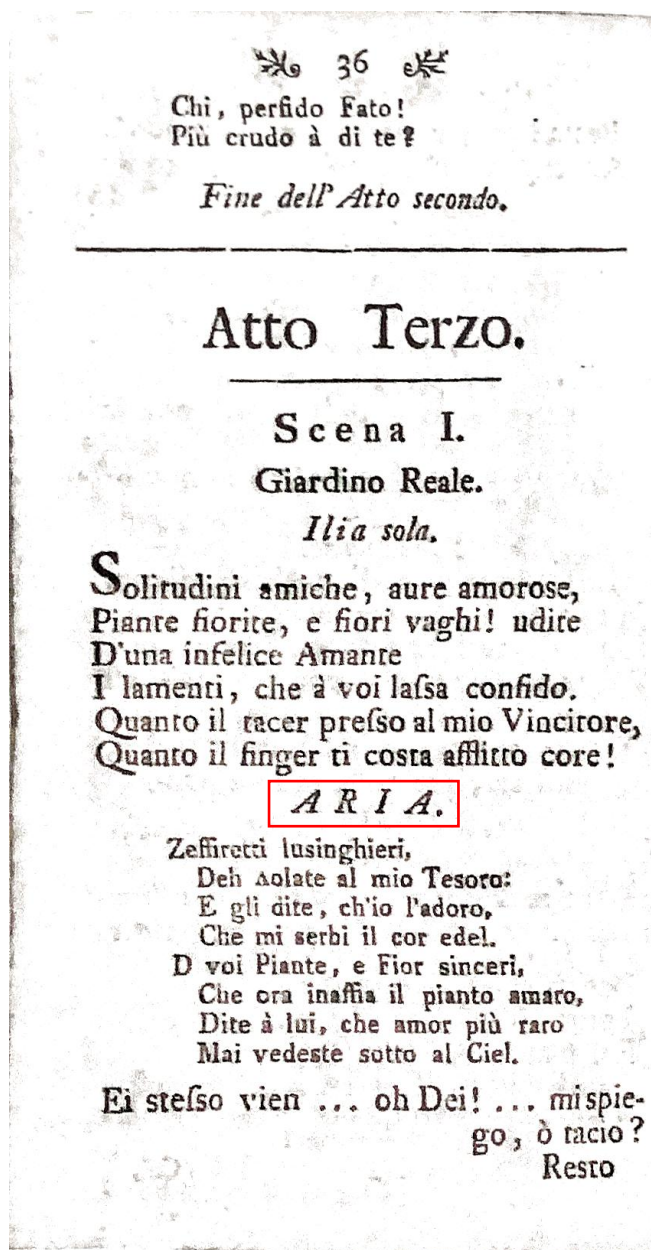 36
Chi, perfido Fato!
Più crudo à di te?
Fine dell'Atto secondo.
Atto Terzo.
Scena I.
Giardino Reale.
Ilia sola.
Solitudini amiche, aure amorose,
Piante fiorite, e fiori vaghi! udite
D'una infelice Amante
I lamenti, che à voi laſsa confido.
Quanto il tacer preſso al mio Vincitore,
Quanto il finger ti costa afflitto core!
ARIA.
Zeffiretti lusinghieri,
Deh volate al mio Tesoro:
E gli dite, ch'io l'adoro,
Che mi serbi il cor edel.
D voi Piante, e Fior sinceri,
Che ora inaffia il pianto amaro,
Dite à lui, che amor più raro
Mai vedeste sotto al Ciel.
Ei steſso vien ... oh Dei! ... mi spie-
go, ò tacio?
Resto